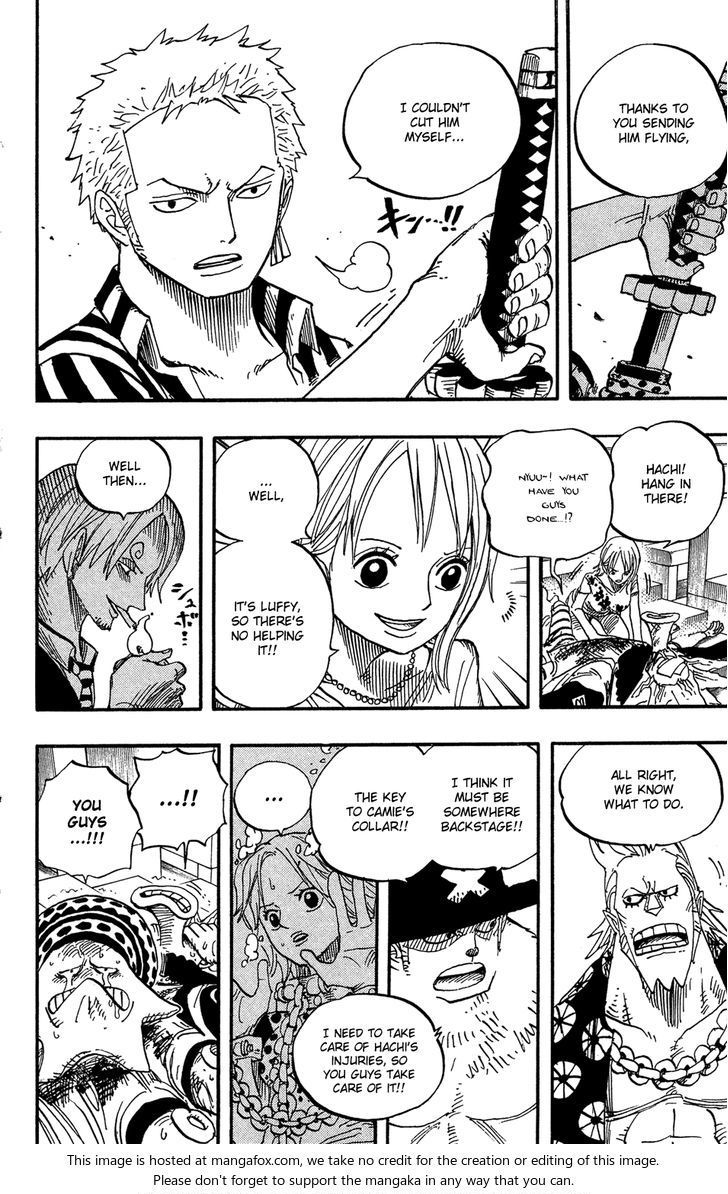 THANKS TO
YOU SENDING
HIM FLYING,
I COULDN'T
CUT HIM
MYSELF...
キン…!!
HACHI!
HANG IN
THERE!
NYUU~! WHAT
HAVE YOU
GUYS
DONE...!?
...
WELL,
IT'S LUFFY,
SO THERE'S
NO HELPING
IT!!
WELL
THEN...
シュボ!
ALL RIGHT,
WE KNOW
WHAT TO DO.
I THINK IT
MUST BE
SOMEWHERE
BACKSTAGE!!
THE KEY
TO CAMIE'S
COLLAR!!
...
I NEED TO TAKE
CARE OF HACHI'S
INJURIES, SO
YOU GUYS TAKE
CARE OF IT!!
...!!
YOU
GUYS
...!!!
This image is hosted at mangafox.com, we take no credit for the creation or editing of this image.
Please don't forget to support the mangaka in any way that you can.